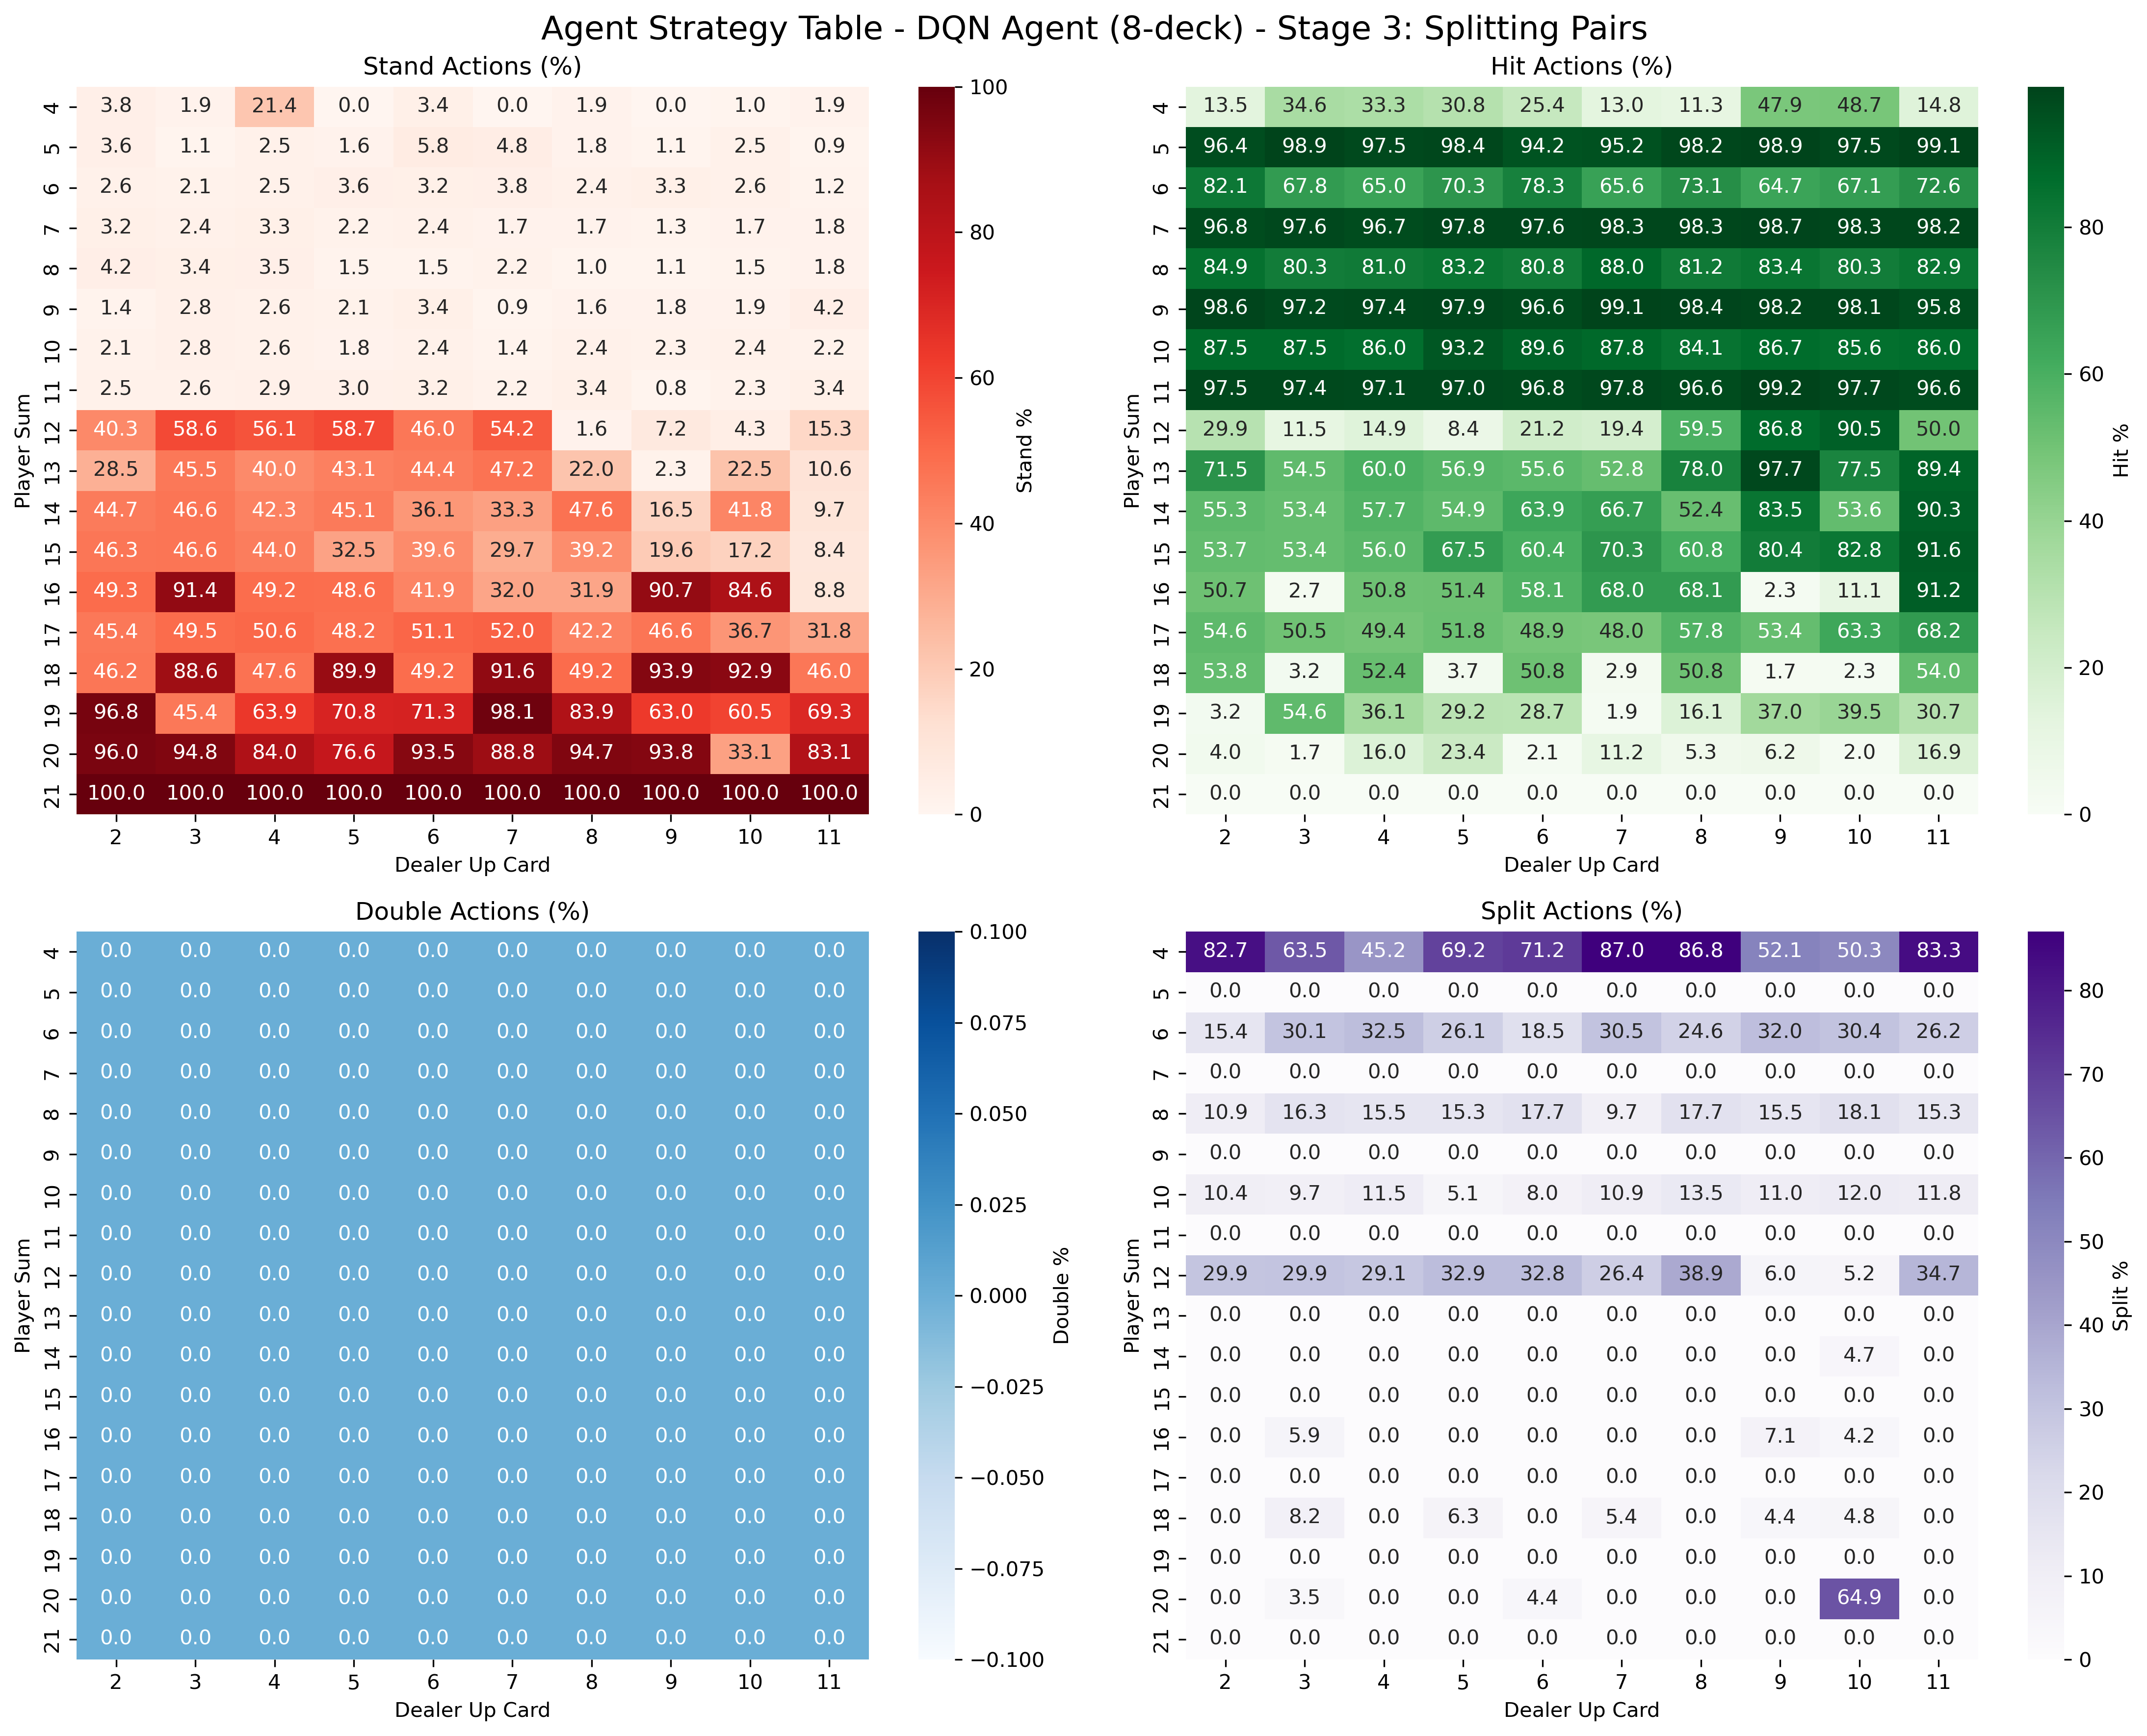 Agent Strategy Table - DQN Agent (8-deck) - Stage 3: Splitting Pairs
Stand Actions (%)
4 3.8 1.9 21.4 0.0 3.4 0.0 1.9 0.0 1.0 1.9
5 3.6 1.1 2.5 1.6 5.8 4.8 1.8 1.1 2.5 0.9
6 2.6 2.1 2.5 3.6 3.2 3.8 2.4 3.3 2.6 1.2
7 3.2 2.4 3.3 2.2 2.4 1.7 1.7 1.3 1.7 1.8
8 4.2 3.4 3.5 1.5 1.5 2.2 1.0 1.1 1.5 1.8
9 1.4 2.8 2.6 2.1 3.4 0.9 1.6 1.8 1.9 4.2
10 2.1 2.8 2.6 1.8 2.4 1.4 2.4 2.3 2.4 2.2
11 2.5 2.6 2.9 3.0 3.2 2.2 3.4 0.8 2.3 3.4
12 40.3 58.6 56.1 58.7 46.0 54.2 1.6 7.2 4.3 15.3
13 28.5 45.5 40.0 43.1 44.4 47.2 22.0 2.3 22.5 10.6
14 44.7 46.6 42.3 45.1 36.1 33.3 47.6 16.5 41.8 9.7
15 46.3 46.6 44.0 32.5 39.6 29.7 39.2 19.6 17.2 8.4
16 49.3 91.4 49.2 48.6 41.9 32.0 31.9 90.7 84.6 8.8
17 45.4 49.5 50.6 48.2 51.1 52.0 42.2 46.6 36.7 31.8
18 46.2 88.6 47.6 89.9 49.2 91.6 49.2 93.9 92.9 46.0
19 96.8 45.4 63.9 70.8 71.3 98.1 83.9 63.0 60.5 69.3
20 96.0 94.8 84.0 76.6 93.5 88.8 94.7 93.8 33.1 83.1
21 100.0 100.0 100.0 100.0 100.0 100.0 100.0 100.0 100.0 100.0
2 3 4 5 6 7 8 9 10 11
Dealer Up Card
Player Sum
100
80
60
40
20
0
Stand %
Hit Actions (%)
4 13.5 34.6 33.3 30.8 25.4 13.0 11.3 47.9 48.7 14.8
5 96.4 98.9 97.5 98.4 94.2 95.2 98.2 98.9 97.5 99.1
6 82.1 67.8 65.0 70.3 78.3 65.6 73.1 64.7 67.1 72.6
7 96.8 97.6 96.7 97.8 97.6 98.3 98.3 98.7 98.3 98.2
8 84.9 80.3 81.0 83.2 80.8 88.0 81.2 83.4 80.3 82.9
9 98.6 97.2 97.4 97.9 96.6 99.1 98.4 98.2 98.1 95.8
10 87.5 87.5 86.0 93.2 89.6 87.8 84.1 86.7 85.6 86.0
11 97.5 97.4 97.1 97.0 96.8 97.8 96.6 99.2 97.7 96.6
12 29.9 11.5 14.9 8.4 21.2 19.4 59.5 86.8 90.5 50.0
13 71.5 54.5 60.0 56.9 55.6 52.8 78.0 97.7 77.5 89.4
14 55.3 53.4 57.7 54.9 63.9 66.7 52.4 83.5 53.6 90.3
15 53.7 53.4 56.0 67.5 60.4 70.3 60.8 80.4 82.8 91.6
16 50.7 2.7 50.8 51.4 58.1 68.0 68.1 2.3 11.1 91.2
17 54.6 50.5 49.4 51.8 48.9 48.0 57.8 53.4 63.3 68.2
18 53.8 3.2 52.4 3.7 50.8 2.9 50.8 1.7 2.3 54.0
19 3.2 54.6 36.1 29.2 28.7 1.9 16.1 37.0 39.5 30.7
20 4.0 1.7 16.0 23.4 2.1 11.2 5.3 6.2 2.0 16.9
21 0.0 0.0 0.0 0.0 0.0 0.0 0.0 0.0 0.0 0.0
2 3 4 5 6 7 8 9 10 11
Dealer Up Card
Player Sum
80
60
40
20
0
Hit %
Double Actions (%)
4 0.0 0.0 0.0 0.0 0.0 0.0 0.0 0.0 0.0 0.0
5 0.0 0.0 0.0 0.0 0.0 0.0 0.0 0.0 0.0 0.0
6 0.0 0.0 0.0 0.0 0.0 0.0 0.0 0.0 0.0 0.0
7 0.0 0.0 0.0 0.0 0.0 0.0 0.0 0.0 0.0 0.0
8 0.0 0.0 0.0 0.0 0.0 0.0 0.0 0.0 0.0 0.0
9 0.0 0.0 0.0 0.0 0.0 0.0 0.0 0.0 0.0 0.0
10 0.0 0.0 0.0 0.0 0.0 0.0 0.0 0.0 0.0 0.0
11 0.0 0.0 0.0 0.0 0.0 0.0 0.0 0.0 0.0 0.0
12 0.0 0.0 0.0 0.0 0.0 0.0 0.0 0.0 0.0 0.0
13 0.0 0.0 0.0 0.0 0.0 0.0 0.0 0.0 0.0 0.0
14 0.0 0.0 0.0 0.0 0.0 0.0 0.0 0.0 0.0 0.0
15 0.0 0.0 0.0 0.0 0.0 0.0 0.0 0.0 0.0 0.0
16 0.0 0.0 0.0 0.0 0.0 0.0 0.0 0.0 0.0 0.0
17 0.0 0.0 0.0 0.0 0.0 0.0 0.0 0.0 0.0 0.0
18 0.0 0.0 0.0 0.0 0.0 0.0 0.0 0.0 0.0 0.0
19 0.0 0.0 0.0 0.0 0.0 0.0 0.0 0.0 0.0 0.0
20 0.0 0.0 0.0 0.0 0.0 0.0 0.0 0.0 0.0 0.0
21 0.0 0.0 0.0 0.0 0.0 0.0 0.0 0.0 0.0 0.0
2 3 4 5 6 7 8 9 10 11
Dealer Up Card
Player Sum
0.100
0.075
0.050
0.025
0.000
−0.025
−0.050
−0.075
−0.100
Double %
Split Actions (%)
4 82.7 63.5 45.2 69.2 71.2 87.0 86.8 52.1 50.3 83.3
5 0.0 0.0 0.0 0.0 0.0 0.0 0.0 0.0 0.0 0.0
6 15.4 30.1 32.5 26.1 18.5 30.5 24.6 32.0 30.4 26.2
7 0.0 0.0 0.0 0.0 0.0 0.0 0.0 0.0 0.0 0.0
8 10.9 16.3 15.5 15.3 17.7 9.7 17.7 15.5 18.1 15.3
9 0.0 0.0 0.0 0.0 0.0 0.0 0.0 0.0 0.0 0.0
10 10.4 9.7 11.5 5.1 8.0 10.9 13.5 11.0 12.0 11.8
11 0.0 0.0 0.0 0.0 0.0 0.0 0.0 0.0 0.0 0.0
12 29.9 29.9 29.1 32.9 32.8 26.4 38.9 6.0 5.2 34.7
13 0.0 0.0 0.0 0.0 0.0 0.0 0.0 0.0 0.0 0.0
14 0.0 0.0 0.0 0.0 0.0 0.0 0.0 0.0 4.7 0.0
15 0.0 0.0 0.0 0.0 0.0 0.0 0.0 0.0 0.0 0.0
16 0.0 5.9 0.0 0.0 0.0 0.0 0.0 7.1 4.2 0.0
17 0.0 0.0 0.0 0.0 0.0 0.0 0.0 0.0 0.0 0.0
18 0.0 8.2 0.0 6.3 0.0 5.4 0.0 4.4 4.8 0.0
19 0.0 0.0 0.0 0.0 0.0 0.0 0.0 0.0 0.0 0.0
20 0.0 3.5 0.0 0.0 4.4 0.0 0.0 0.0 64.9 0.0
21 0.0 0.0 0.0 0.0 0.0 0.0 0.0 0.0 0.0 0.0
2 3 4 5 6 7 8 9 10 11
Dealer Up Card
Player Sum
80
70
60
50
40
30
20
10
0
Split %